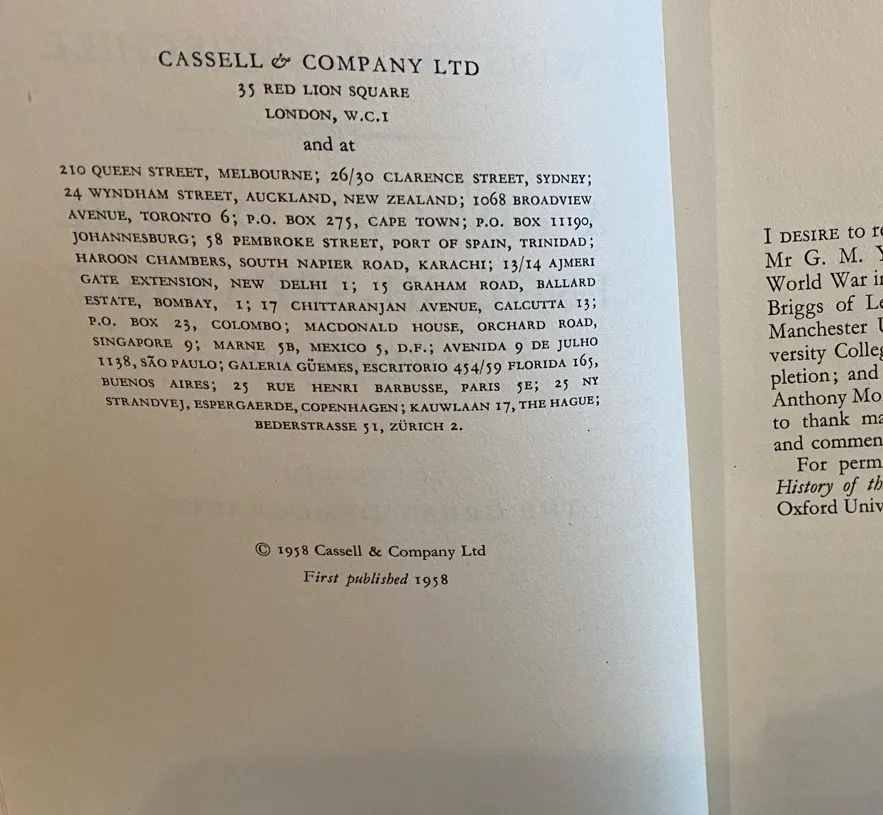 CASSELL & COMPANY LTD
35 RED LION SQUARE
LONDON, W.C.1
and at
210 QUEEN STREET, MELBOURNE; 26/30 CLARENCE STREET, SYDNEY;
24 WYNDHAM STREET, AUCKLAND, NEW ZEALAND; 1068 BROADVIEW
AVENUE, TORONTO 6; P.O. BOX 275, CAPE TOWN; P.O. BOX 11190,
JOHANNESBURG; 58 PEMBROKE STREET, PORT OF SPAIN, TRINIDAD;
HAROON CHAMBERS, SOUTH NAPIER ROAD, KARACHI; 13/14 AJMERI
GATE EXTENSION, NEW DELHI 1; 15 GRAHAM ROAD, BALLARD
ESTATE, BOMBAY, 1; 17 CHITTARANJAN AVENUE, CALCUTTA 13;
P.O. BOX 23, COLOMBO; MACDONALD HOUSE, ORCHARD ROAD,
SINGAPORE 9; MARNE 5B, MEXICO 5, D.F.; AVENIDA 9 DE JULHO
1138, SÃO PAULO; GALERIA GÜEMES, ESCRITORIO 454/59 FLORIDA 165,
BUENOS AIRES; 25 RUE HENRI BARBUSSE, PARIS 5E; 25 NY
STRANDVEJ, ESPERGAERDE, COPENHAGEN; KAUWLAAN 17, THE HAGUE;
BEDERSTRASSE 51, ZÜRICH 2.
© 1958 Cassell & Company Ltd
First published 1958
I DESIRE to
Mr G. M.
World War
Briggs of
Manchester
versity
pletion; and
Anthony
to thank
and
For
History of
Oxford